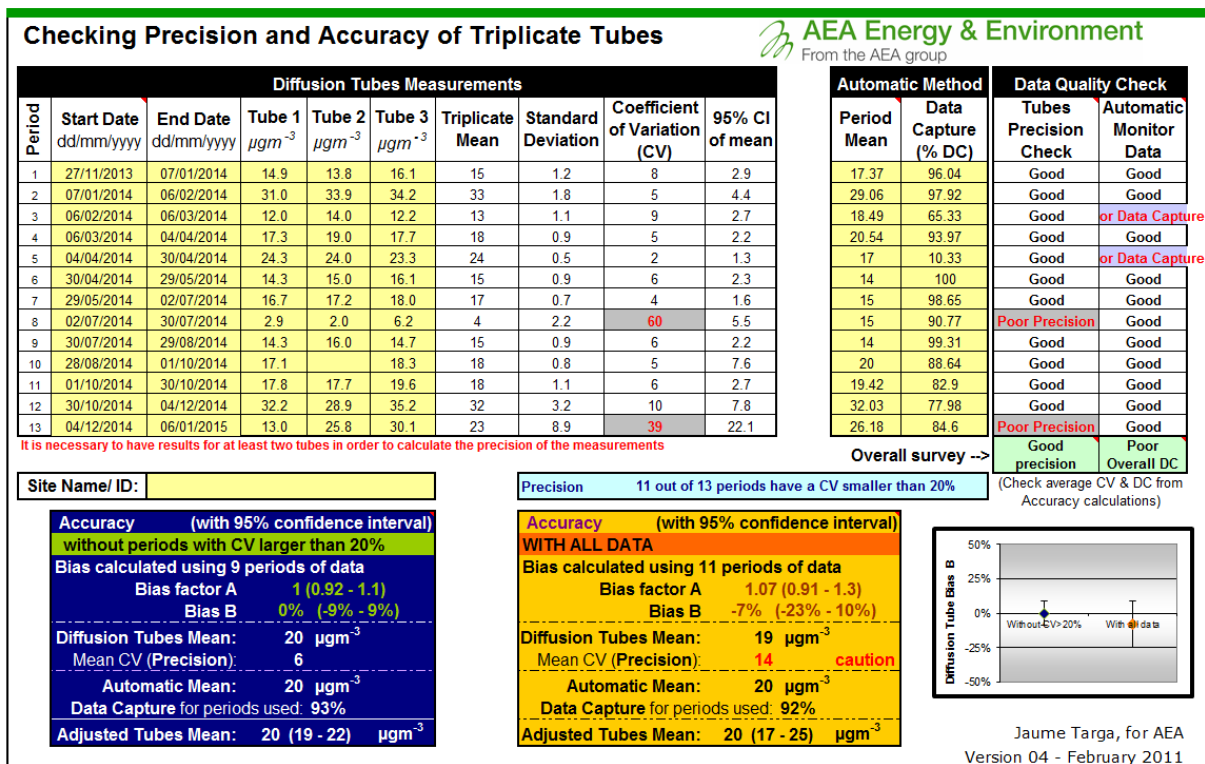 Checking Precision and Accuracy of Triplicate Tubes
AEA Energy & Environment
From the AEA group
Diffusion Tubes Measurements
Automatic Method
Data Quality Check
Period
Start Date dd/mm/yyyy
End Date dd/mm/yyyy
Tube 1 µgm-3
Tube 2 µgm-3
Tube 3 µgm-3
Triplicate Mean
Standard Deviation
Coefficient of Variation (CV)
95% CI of mean
Period Mean
Data Capture (% DC)
Tubes Precision Check
Automatic Monitor Data
1 27/11/2013 07/01/2014 14.9 13.8 16.1 15 1.2 8 2.9 17.37 96.04 Good Good
2 07/01/2014 06/02/2014 31.0 33.9 34.2 33 1.8 5 4.4 29.06 97.92 Good Good
3 06/02/2014 06/03/2014 12.0 14.0 12.2 13 1.1 9 2.7 18.49 65.33 Good or Data Capture
4 06/03/2014 04/04/2014 17.3 19.0 17.7 18 0.9 5 2.2 20.54 93.97 Good Good
5 04/04/2014 30/04/2014 24.3 24.0 23.3 24 0.5 2 1.3 17 10.33 Good or Data Capture
6 30/04/2014 29/05/2014 14.3 15.0 16.1 15 0.9 6 2.3 14 100 Good Good
7 29/05/2014 02/07/2014 16.7 17.2 18.0 17 0.7 4 1.6 15 98.65 Good Good
8 02/07/2014 30/07/2014 2.9 2.0 6.2 4 2.2 60 5.5 15 90.77 Poor Precision Good
9 30/07/2014 29/08/2014 14.3 16.0 14.7 15 0.9 6 2.2 14 99.31 Good Good
10 28/08/2014 01/10/2014 17.1 18.3 18 0.8 5 7.6 20 88.64 Good Good
11 01/10/2014 30/10/2014 17.8 17.7 19.6 18 1.1 6 2.7 19.42 82.9 Good Good
12 30/10/2014 04/12/2014 32.2 28.9 35.2 32 3.2 10 7.8 32.03 77.98 Good Good
13 04/12/2014 06/01/2015 13.0 25.8 30.1 23 8.9 39 22.1 26.18 84.6 Poor Precision Good
It is necessary to have results for at least two tubes in order to calculate the precision of the measurements
Overall survey --> Good precision Poor Overall DC
Site Name/ ID:
Precision 11 out of 13 periods have a CV smaller than 20%
(Check average CV & DC from
Accuracy calculations)
Accuracy (with 95% confidence interval)
without periods with CV larger than 20%
Bias calculated using 9 periods of data
Bias factor A 1 (0.92 - 1.1)
Bias B 0% (-9% - 9%)
Diffusion Tubes Mean: 20 µgm-3
Mean CV (Precision): 6
Automatic Mean: 20 µgm-3
Data Capture for periods used: 93%
Adjusted Tubes Mean: 20 (19 - 22) µgm-3
Accuracy (with 95% confidence interval)
WITH ALL DATA
Bias calculated using 11 periods of data
Bias factor A 1.07 (0.91 - 1.3)
Bias B -7% (-23% - 10%)
Diffusion Tubes Mean: 19 µgm-3
Mean CV (Precision): 14 caution
Automatic Mean: 20 µgm-3
Data Capture for periods used: 92%
Adjusted Tubes Mean: 20 (17 - 25) µgm-3
Diffusion Tube Bias B
50%
25%
0%
-25%
-50%
Without CV>20%
With all data
Jaume Targa, for AEA
Version 04 - February 2011